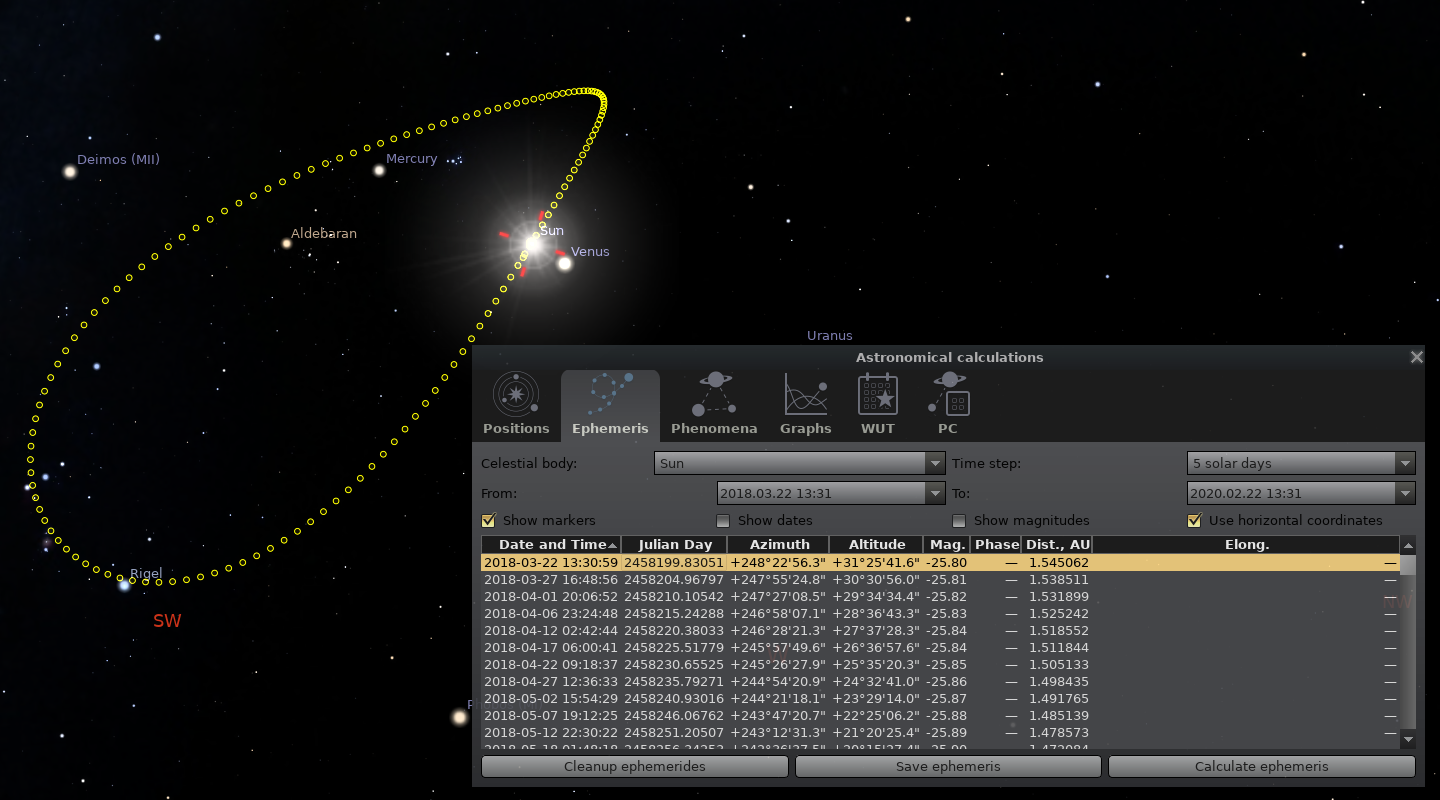 Deimos (MII)
Mercury
Aldebaran
Sun
Venus
Uranus
Rigel
SW
Astronomical calculations
Positions Ephemeris Phenomena Graphs WUT PC
Celestial body: Sun Time step: 5 solar days
From: 2018.03.22 13:31 To: 2020.02.22 13:31
Show markers Show dates Show magnitudes Use horizontal coordinates
Date and Time Julian Day Azimuth Altitude Mag. Phase Dist., AU Elong.
2018-03-22 13:30:59 2458199.83051 +248°22'56.3" +31°25'41.6" -25.80 — 1.545062 —
2018-03-27 16:48:56 2458204.96797 +247°55'24.8" +30°30'56.0" -25.81 — 1.538511 —
2018-04-01 20:06:52 2458210.10542 +247°27'08.5" +29°34'34.4" -25.82 — 1.531899 —
2018-04-06 23:24:48 2458215.24288 +246°58'07.1" +28°36'43.3" -25.83 — 1.525242 —
2018-04-12 02:42:44 2458220.38033 +246°28'21.3" +27°37'28.3" -25.84 — 1.518552 —
2018-04-17 06:00:41 2458225.51779 +245°57'49.6" +26°36'57.6" -25.84 — 1.511844 —
2018-04-22 09:18:37 2458230.65525 +245°26'27.9" +25°35'20.3" -25.85 — 1.505133 —
2018-04-27 12:36:33 2458235.79271 +244°54'20.9" +24°32'41.0" -25.86 — 1.498435 —
2018-05-02 15:54:29 2458240.93016 +244°21'18.1" +23°29'14.0" -25.87 — 1.491765 —
2018-05-07 19:12:25 2458246.06762 +243°47'20.7" +22°25'06.2" -25.88 — 1.485139 —
2018-05-12 22:30:22 2458251.20507 +243°12'31.3" +21°20'25.4" -25.89 — 1.478573 —
NW
Cleanup ephemerides Save ephemeris Calculate ephemeris